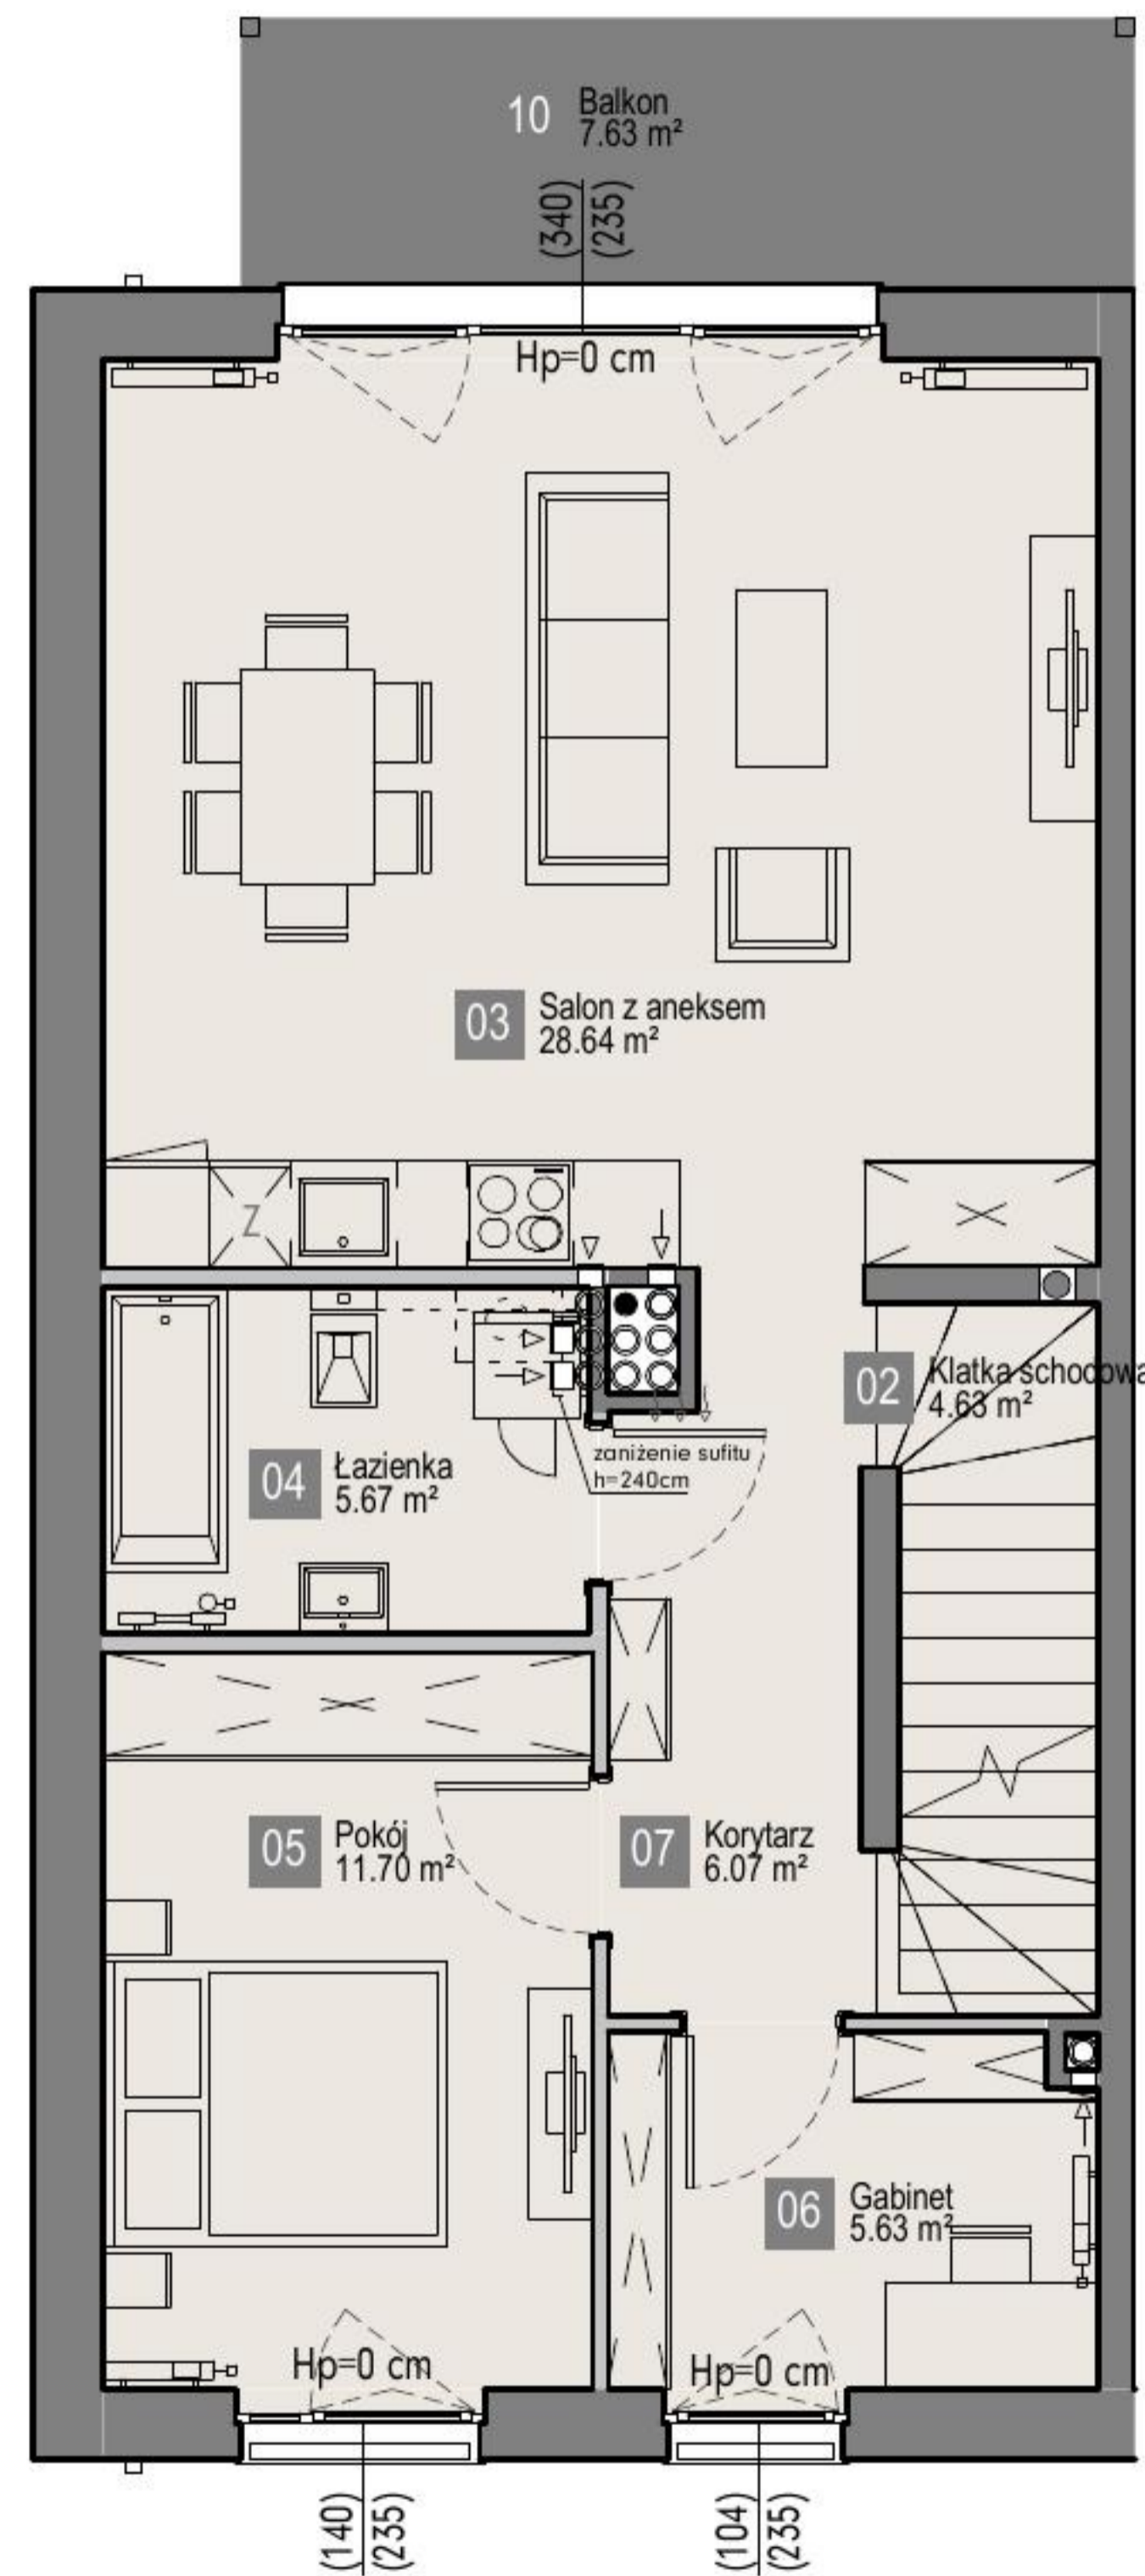 10 Balkon
7.63 m²
(340)
(235)
Hp=0 cm
03 Salon z aneksem
28.64 m²
Z
02 Klatka schodowa
4.63 m²
zaniżenie sufitu
h=240cm
04 Łazienka
5.67 m²
05 Pokój
11.70 m²
07 Korytarz
6.07 m²
06 Gabinet
5.63 m²
Hp=0 cm
Hp=0 cm
(140)
(235)
(104)
(235)